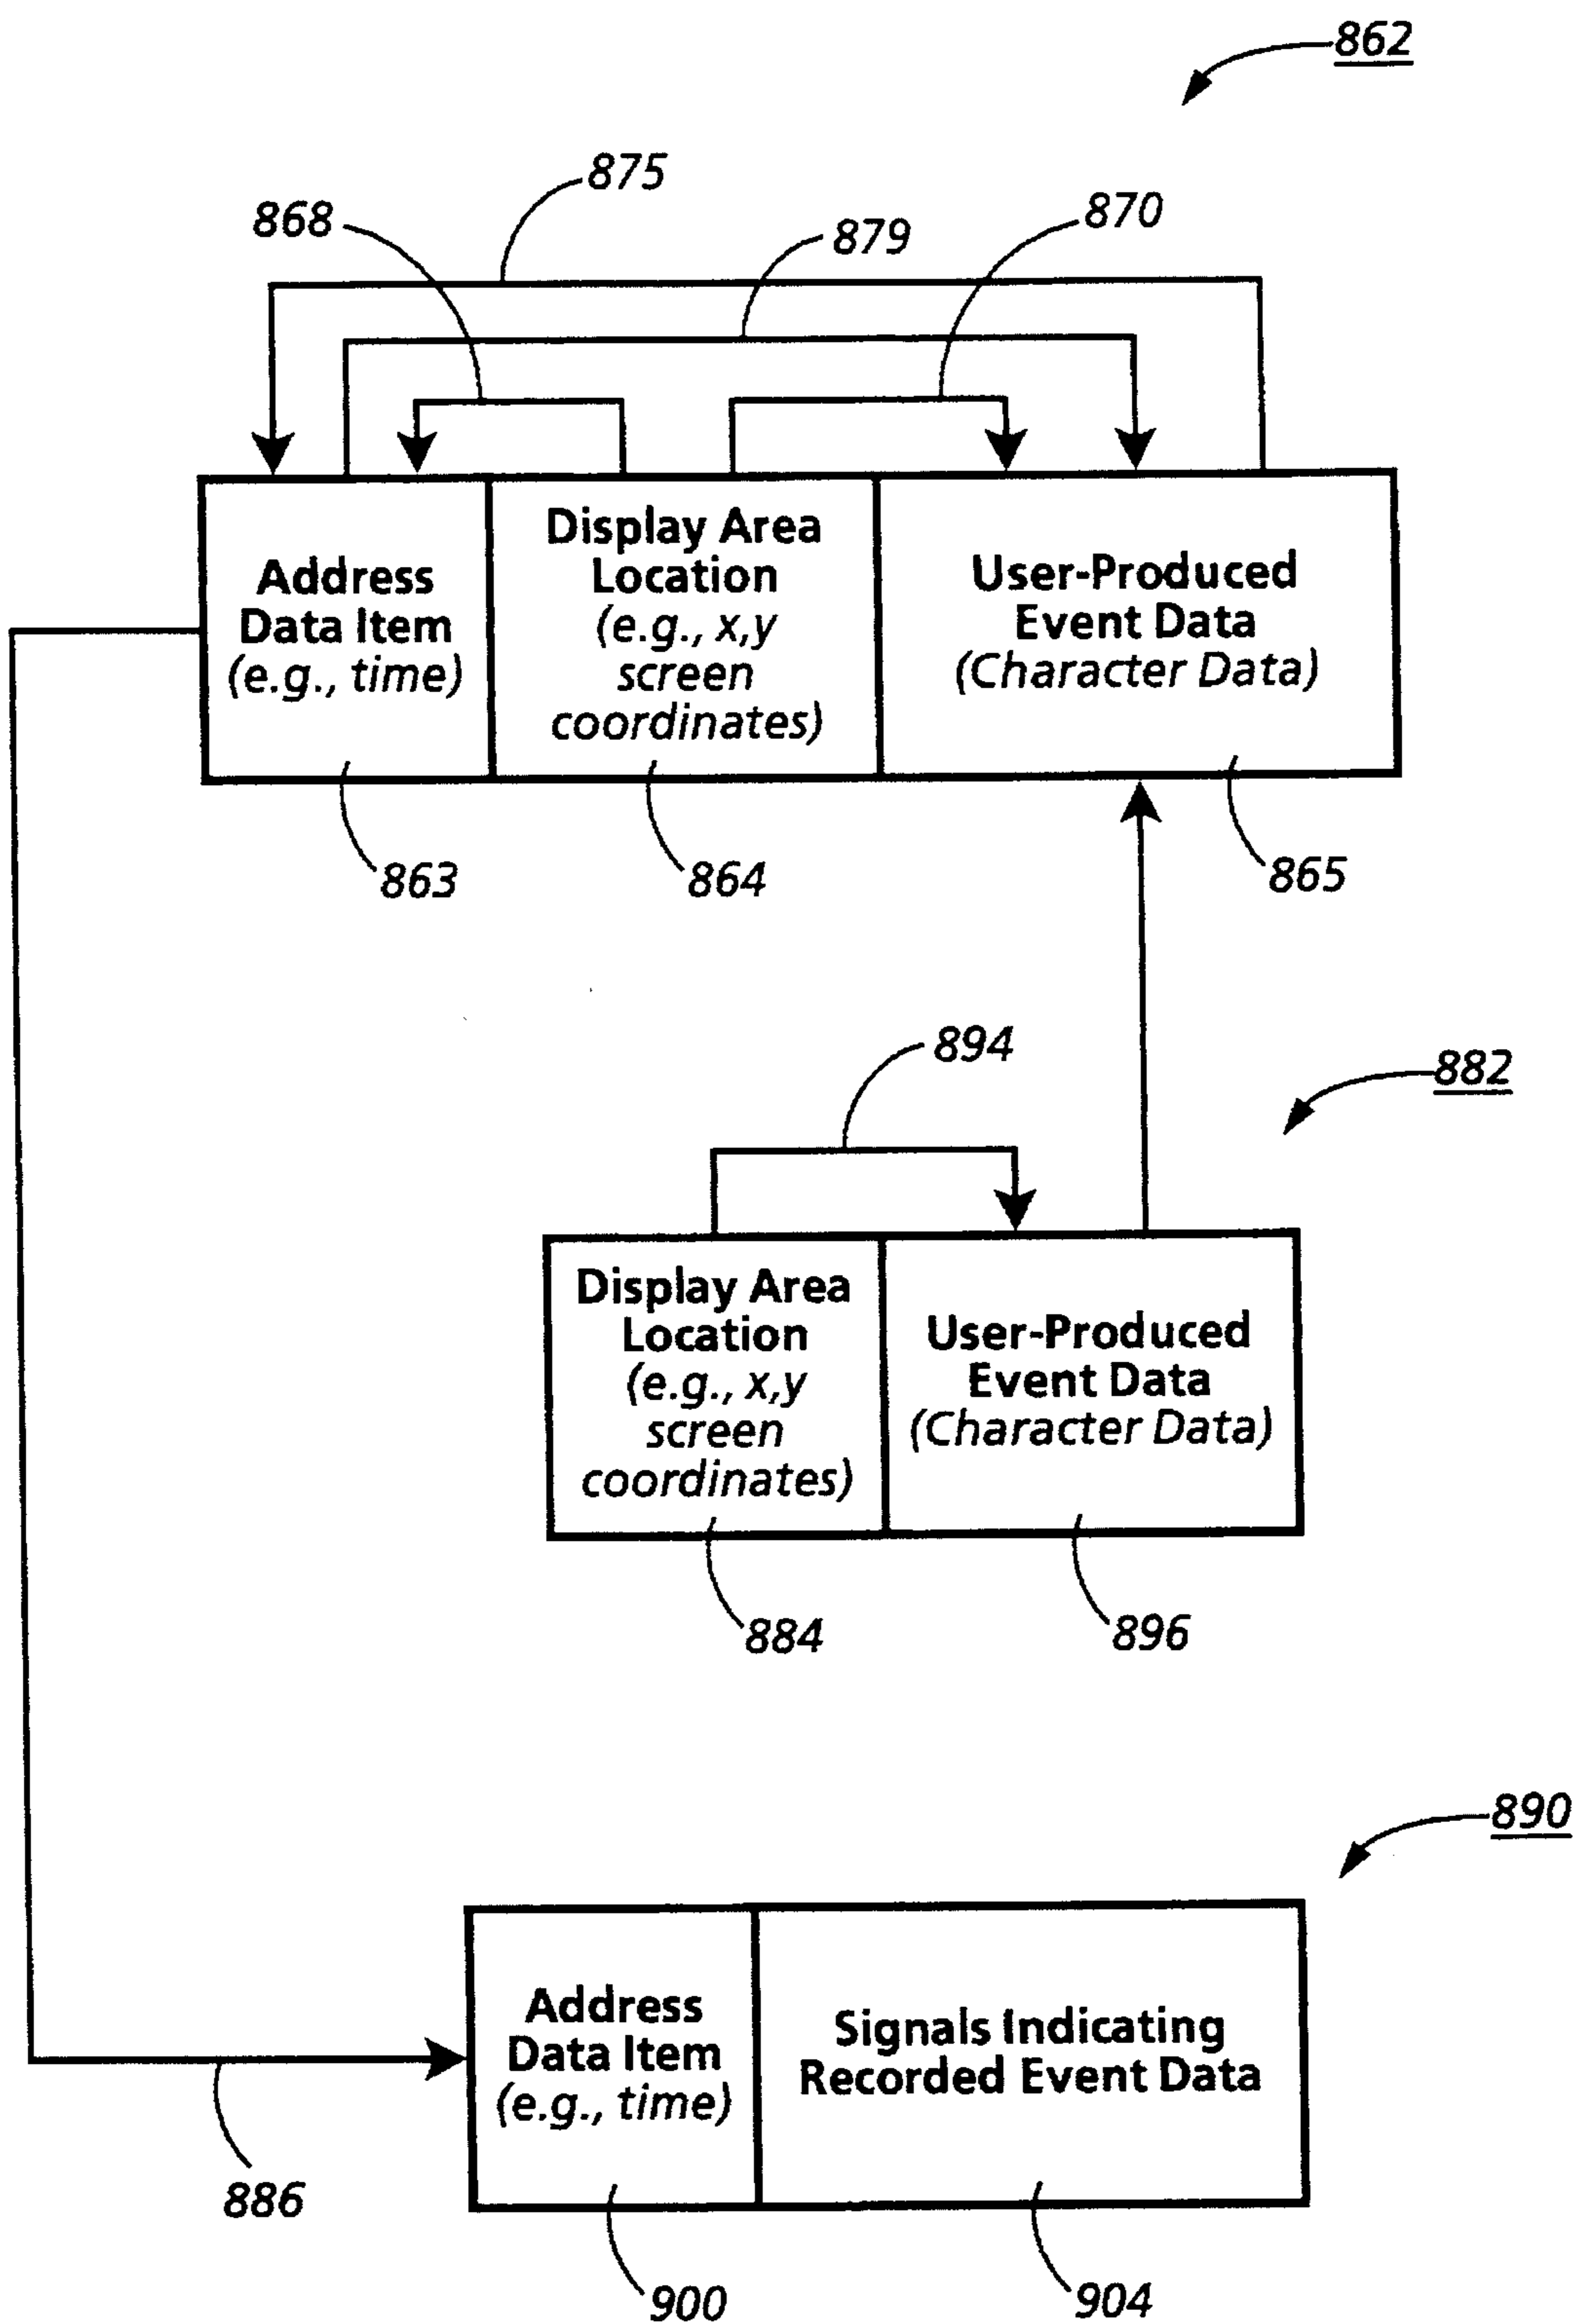 862
875
868
879
870
Address
Data Item
(e.g., time)
Display Area
Location
(e.g., x,y
screen
coordinates)
User-Produced
Event Data
(Character Data)
863
864
865
894
882
Display Area
Location
(e.g., x,y
screen
coordinates)
User-Produced
Event Data
(Character Data)
884
896
890
Address
Data Item
(e.g., time)
Signals Indicating
Recorded Event Data
886
900
904